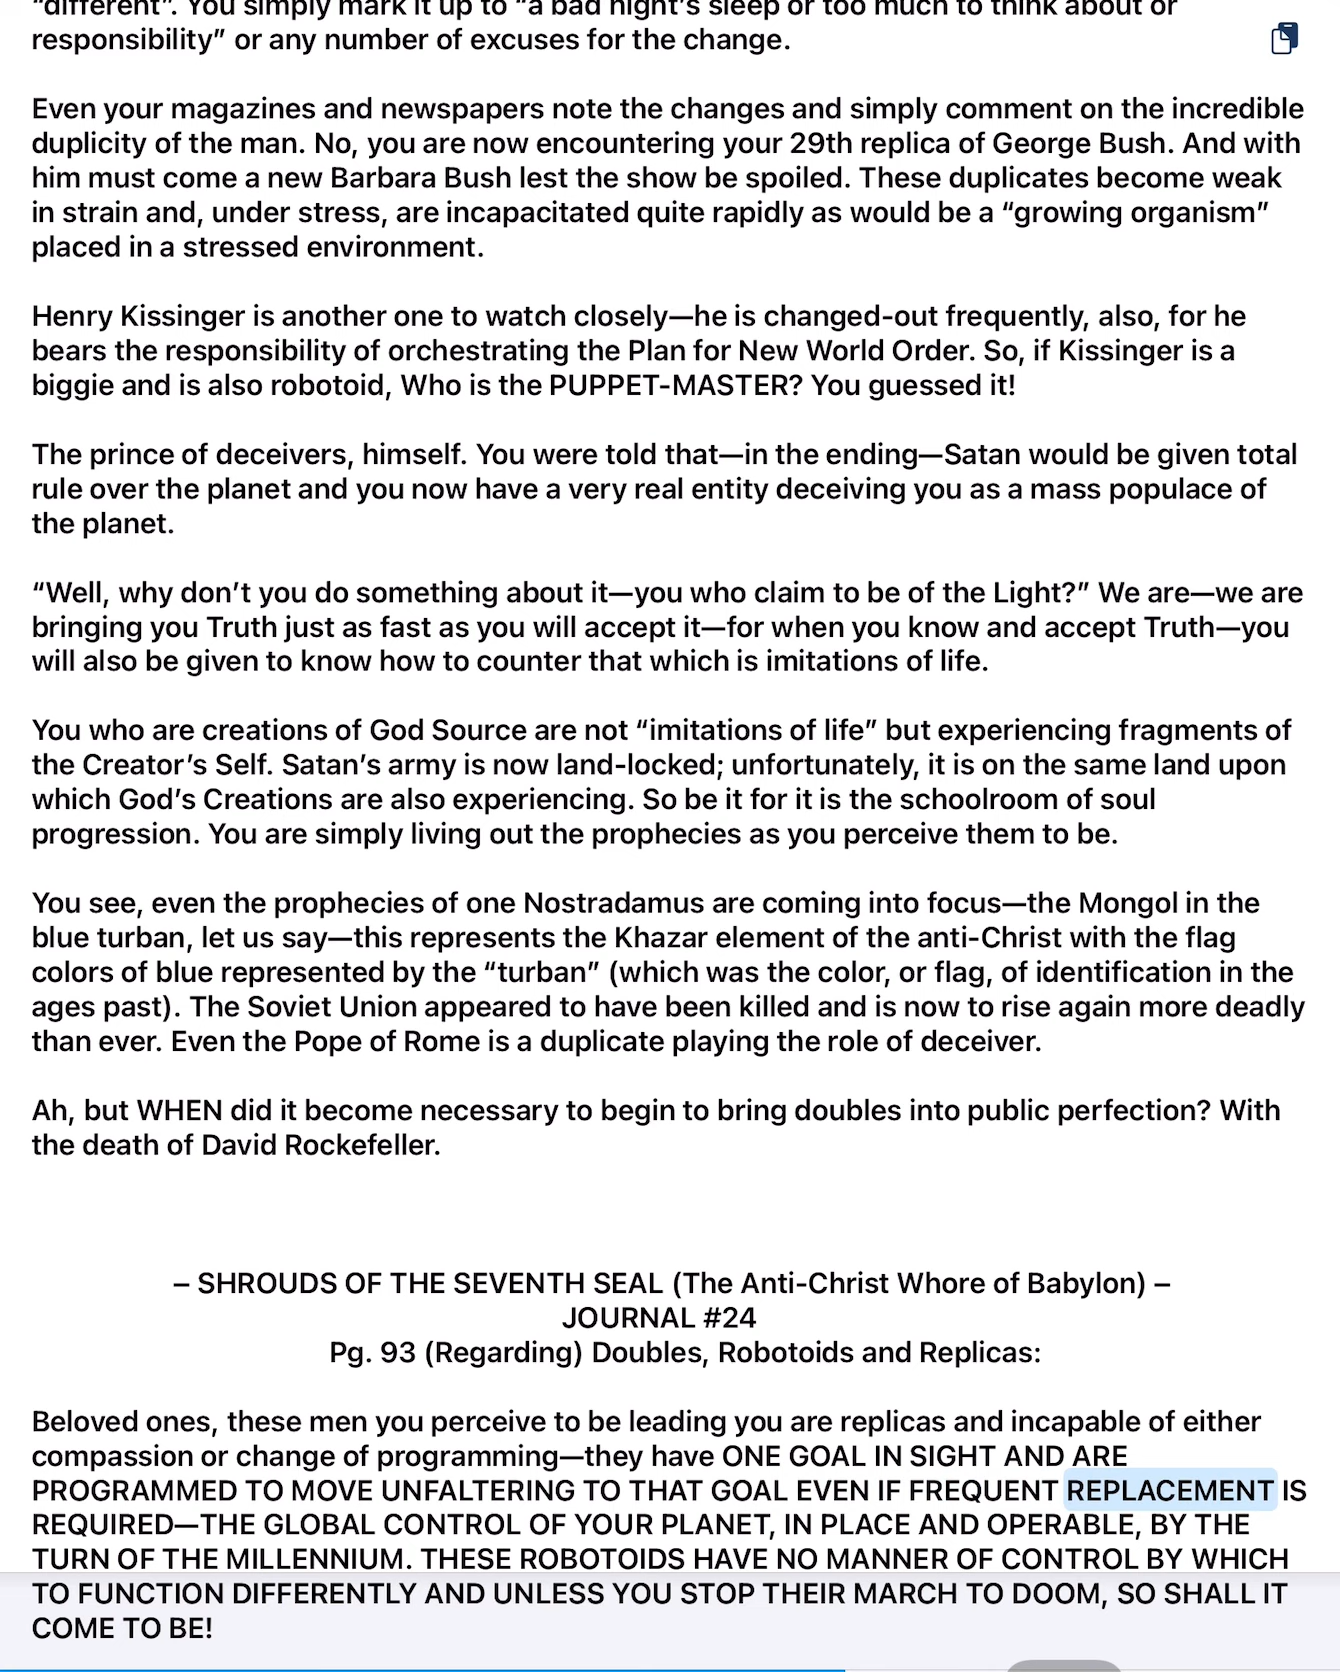 "different". You simply mark it up to "a bad night's sleep or too much to think about or
responsibility" or any number of excuses for the change.
Even your magazines and newspapers note the changes and simply comment on the incredible
duplicity of the man. No, you are now encountering your 29th replica of George Bush. And with
him must come a new Barbara Bush lest the show be spoiled. These duplicates become weak
in strain and, under stress, are incapacitated quite rapidly as would be a “growing organism”
placed in a stressed environment.
Henry Kissinger is another one to watch closely—he is changed-out frequently, also, for he
bears the responsibility of orchestrating the Plan for New World Order. So, if Kissinger is a
biggie and is also robotoid, Who is the PUPPET-MASTER? You guessed it!
The prince of deceivers, himself. You were told that—in the ending—Satan would be given total
rule over the planet and you now have a very real entity deceiving you as a mass populace of
the planet.
“Well, why don’t you do something about it—you who claim to be of the Light?” We are—we are
bringing you Truth just as fast as you will accept it—for when you know and accept Truth—you
will also be given to know how to counter that which is imitations of life.
You who are creations of God Source are not “imitations of life” but experiencing fragments of
the Creator’s Self. Satan’s army is now land-locked; unfortunately, it is on the same land upon
which God’s Creations are also experiencing. So be it for it is the schoolroom of soul
progression. You are simply living out the prophecies as you perceive them to be.
You see, even the prophecies of one Nostradamus are coming into focus—the Mongol in the
blue turban, let us say—this represents the Khazar element of the anti-Christ with the flag
colors of blue represented by the “turban” (which was the color, or flag, of identification in the
ages past). The Soviet Union appeared to have been killed and is now to rise again more deadly
than ever. Even the Pope of Rome is a duplicate playing the role of deceiver.
Ah, but WHEN did it become necessary to begin to bring doubles into public perfection? With
the death of David Rockefeller.
– SHROUDS OF THE SEVENTH SEAL (The Anti-Christ Whore of Babylon) –
JOURNAL #24
Pg. 93 (Regarding) Doubles, Robotoids and Replicas:
Beloved ones, these men you perceive to be leading you are replicas and incapable of either
compassion or change of programming—they have ONE GOAL IN SIGHT AND ARE
PROGRAMMED TO MOVE UNFALTERING TO THAT GOAL EVEN IF FREQUENT REPLACEMENT IS
REQUIRED—THE GLOBAL CONTROL OF YOUR PLANET, IN PLACE AND OPERABLE, BY THE
TURN OF THE MILLENNIUM. THESE ROBOTOIDS HAVE NO MANNER OF CONTROL BY WHICH
TO FUNCTION DIFFERENTLY AND UNLESS YOU STOP THEIR MARCH TO DOOM, SO SHALL IT
COME TO BE!